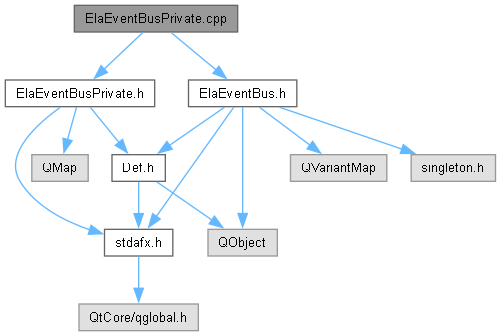 ElaEventBusPrivate.cpp
ElaEventBusPrivate.h
ElaEventBus.h
QMap
Def.h
QVariantMap
singleton.h
stdafx.h
QObject
QtCore/qglobal.h